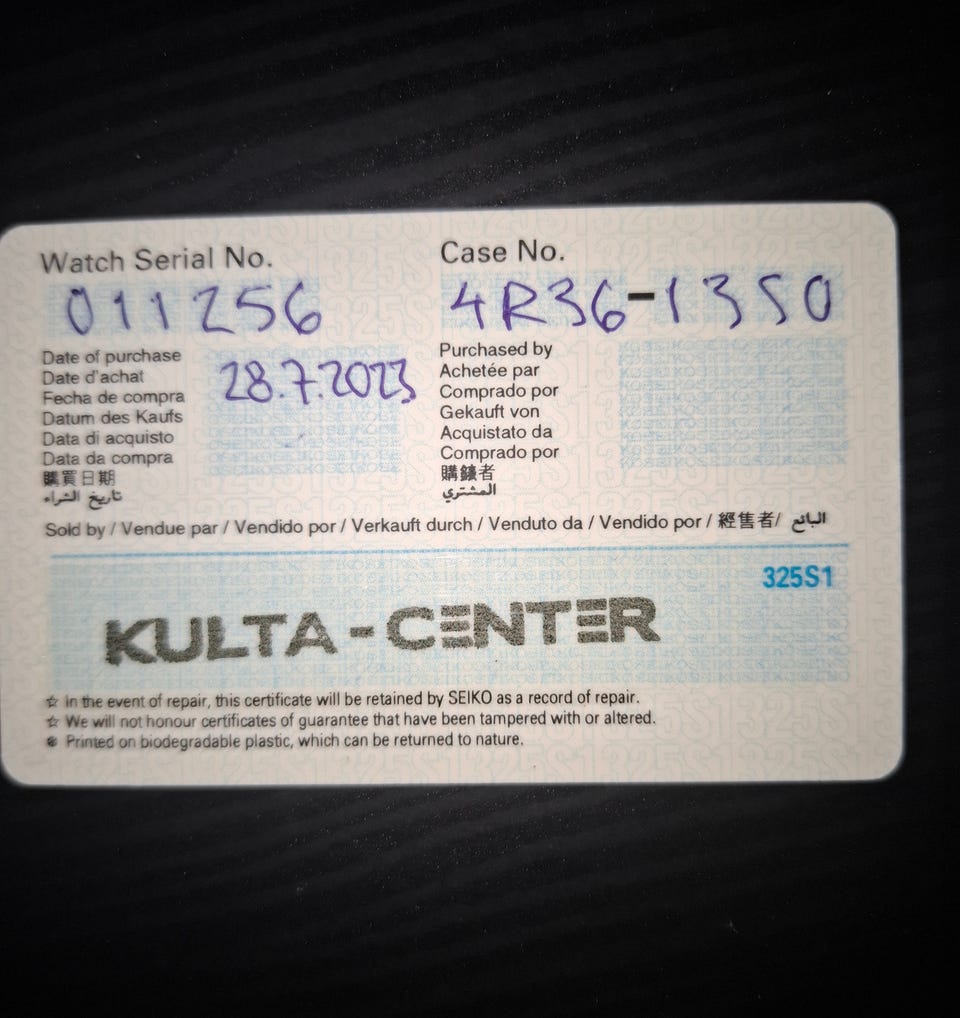 Watch Serial No.
011256
Date of purchase
Date d'achat
Fecha de compra
Datum des Kaufs
Data di acquisto
Data da compra
購買日期
تاريخ الشراء
28.7.2023
Case No.
4R36-1350
Purchased by
Achetée par
Comprado por
Gekauft von
Acquistato da
Comprado por
購鐘者
المشتري
Sold by / Vendue par / Vendido por / Verkauft durch / Venduto da / Vendido por / 經售者/ البائع
325S1
KULTA-CENTER
☆ In the event of repair, this certificate will be retained by SEIKO as a record of repair.
☆ We will not honour certificates of guarantee that have been tampered with or altered.
Printed on biodegradable plastic, which can be returned to nature.